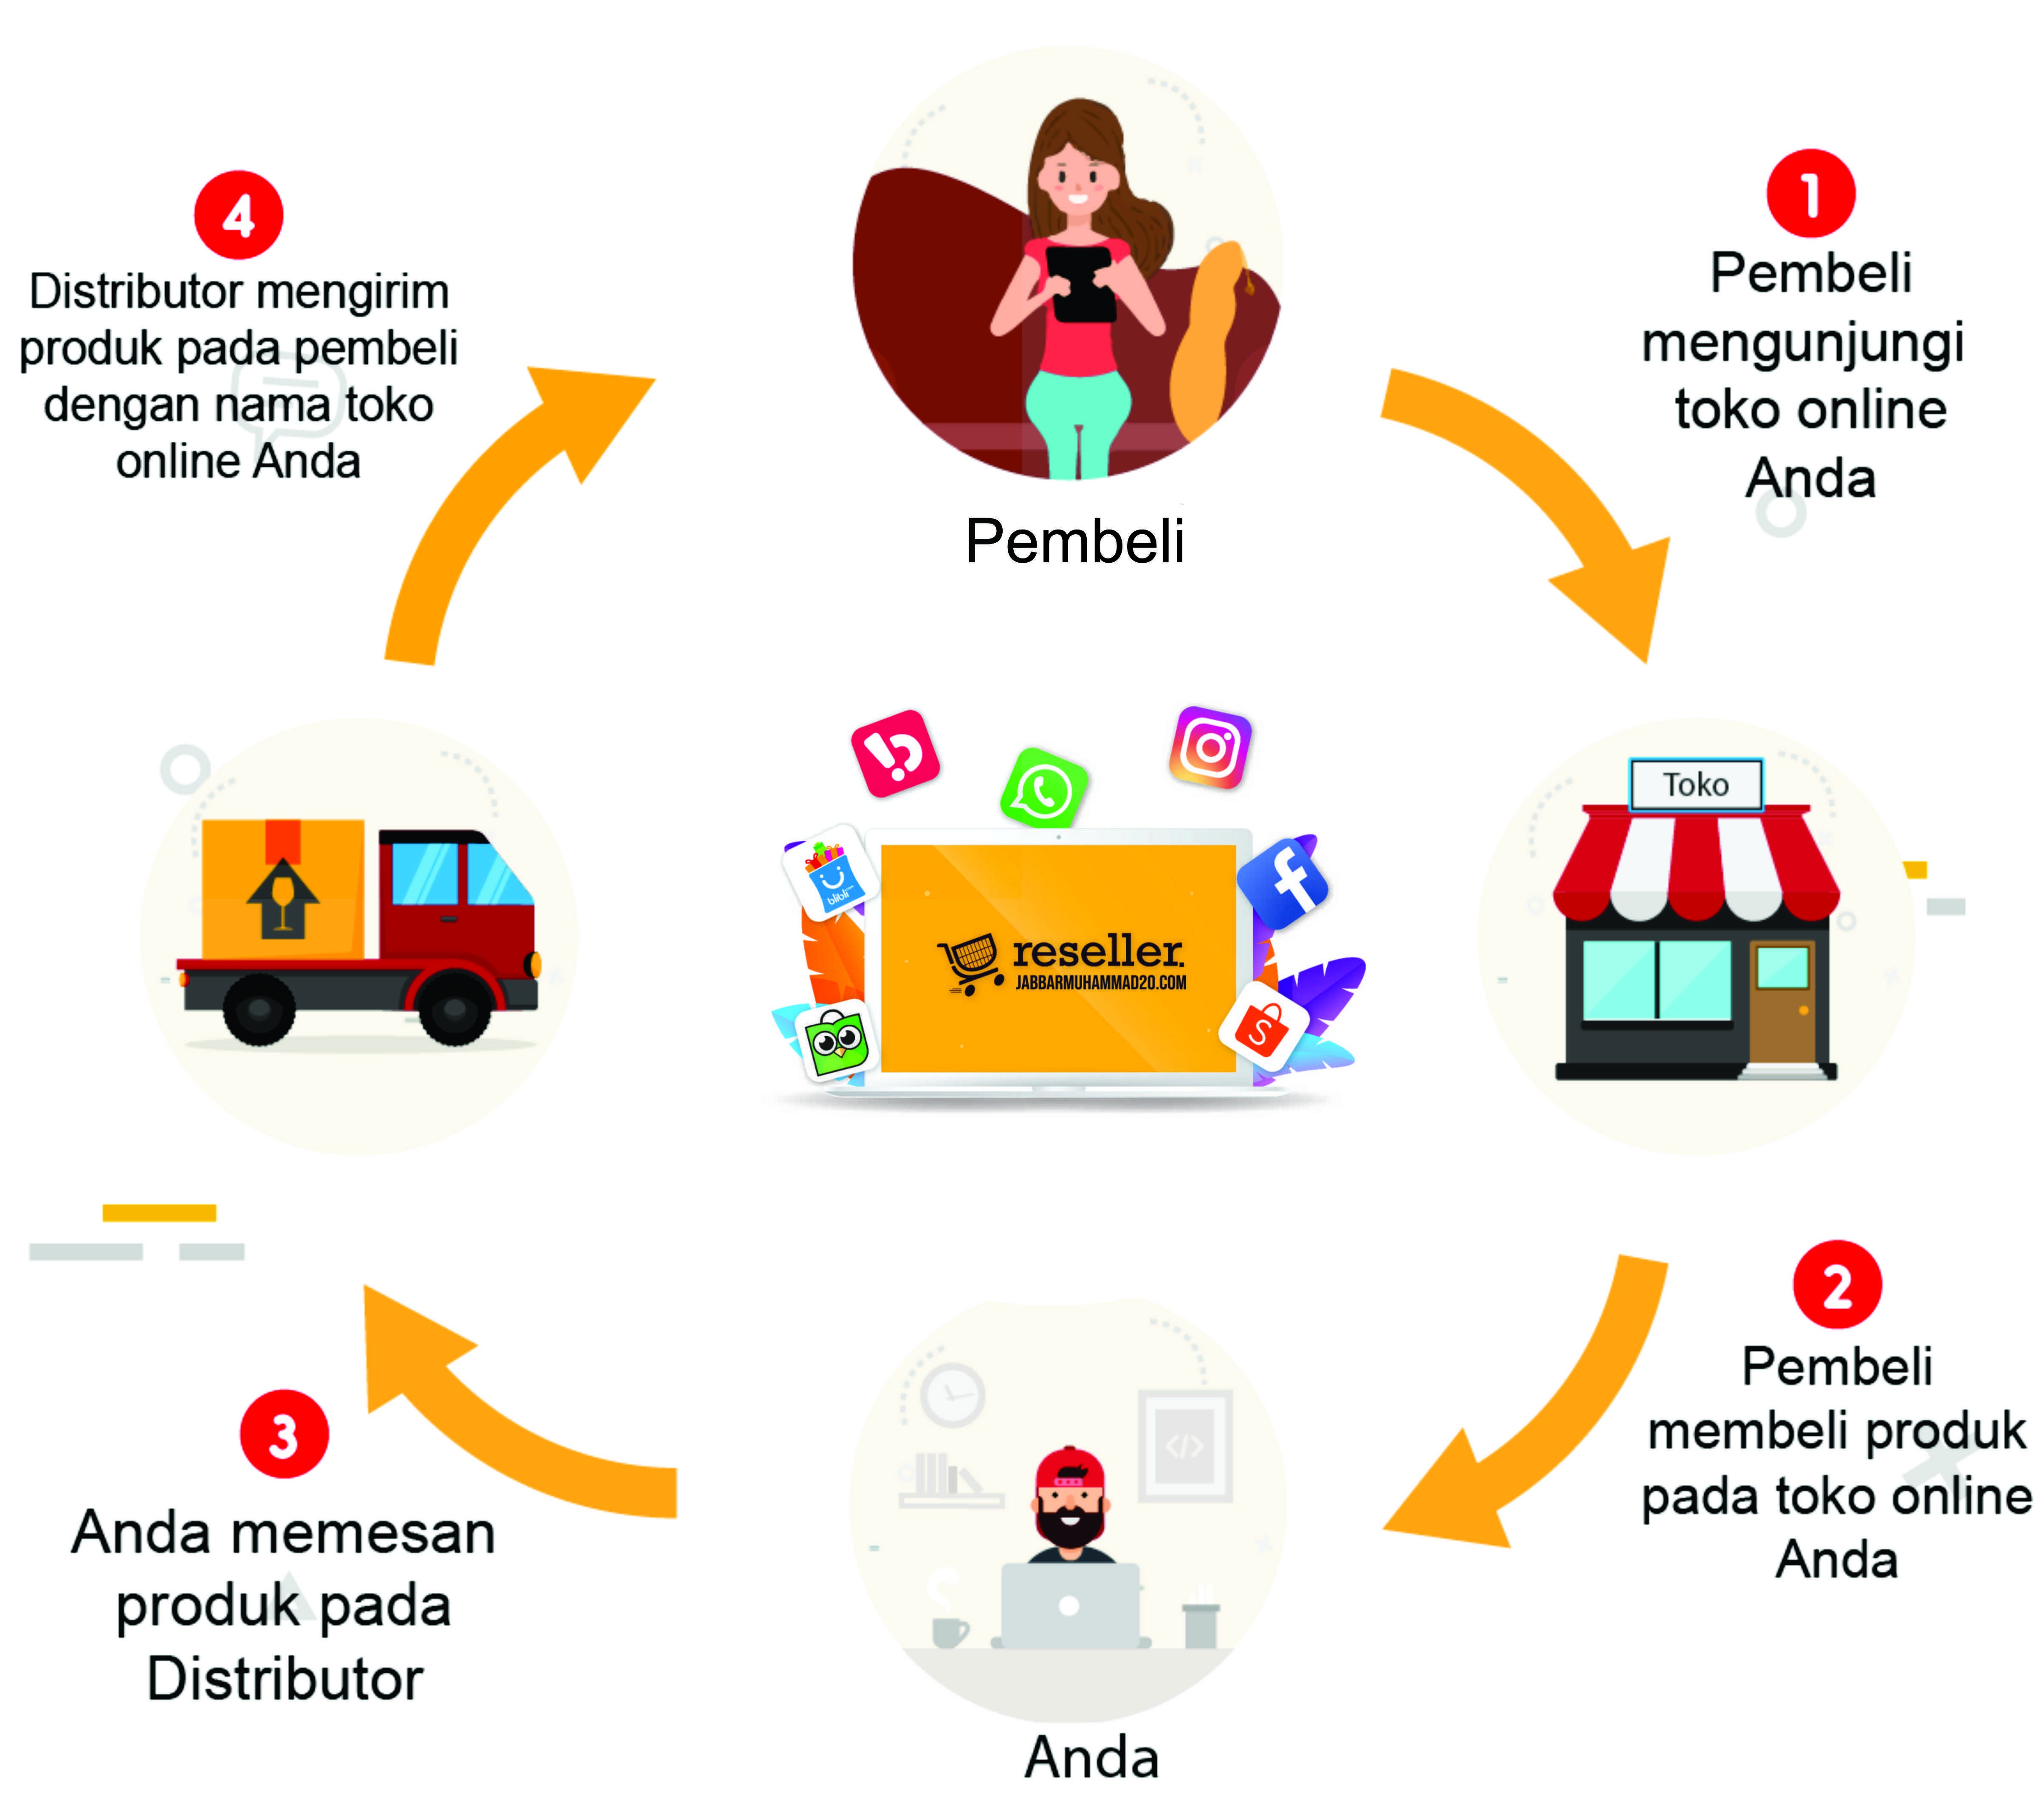 4
Distributor mengirim
produk pada pembeli
dengan nama toko
online Anda
Pembeli
1
Pembeli
mengunjungi
toko online
Anda
Toko
blibli
reseller.
JABBARMUHAMMAD20.COM
2
Pembeli
membeli produk
pada toko online
Anda
3
Anda memesan
produk pada
Distributor
</>
Anda